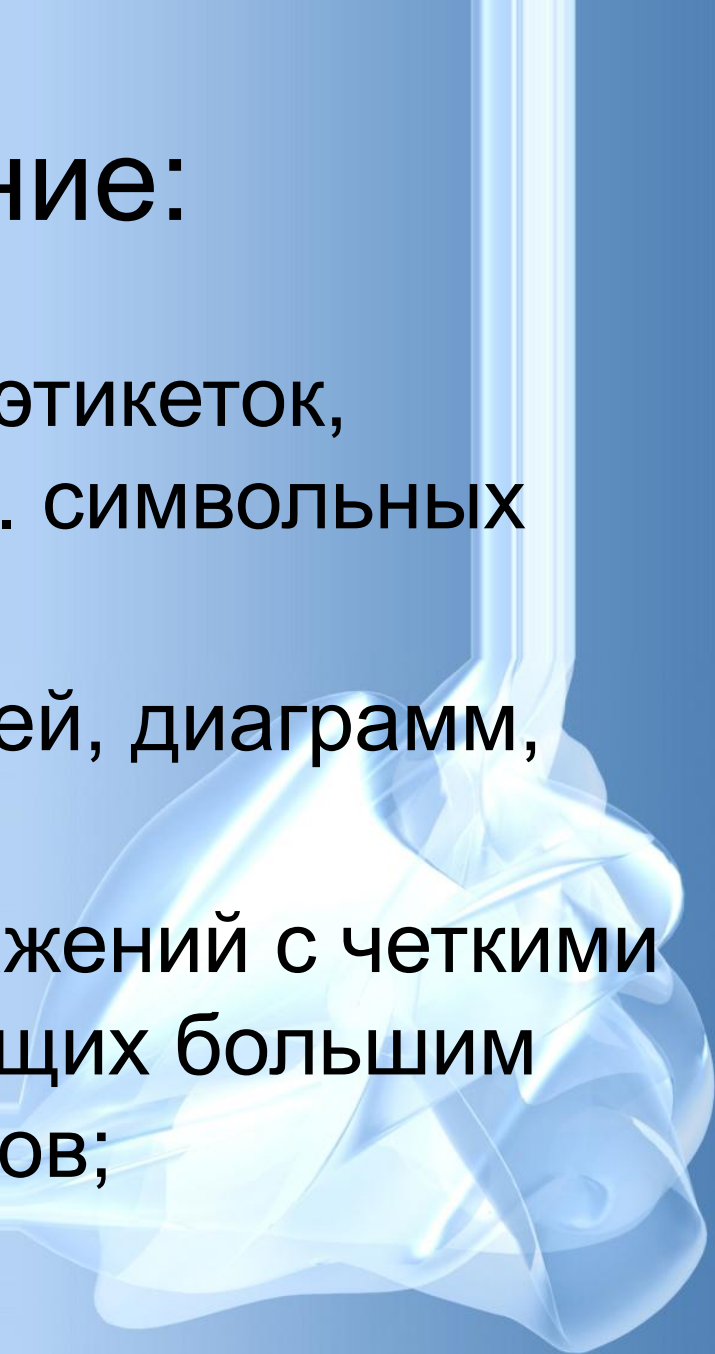 ние:
этикеток,
. символьных
ей, диаграмм,
жений с четкими
щих большим
ов;